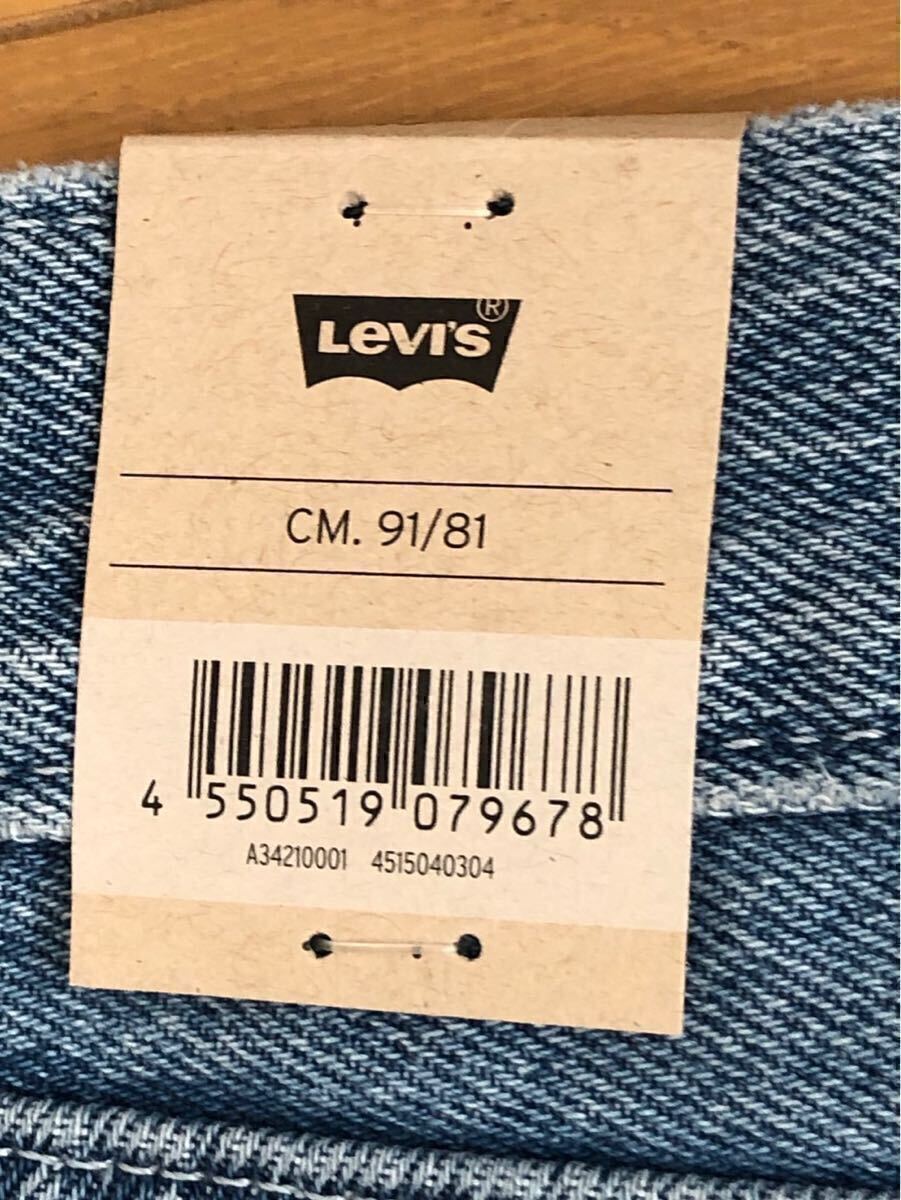 LEVI'S®
CM. 91/81
4 550519 079678
A34210001 4515040304